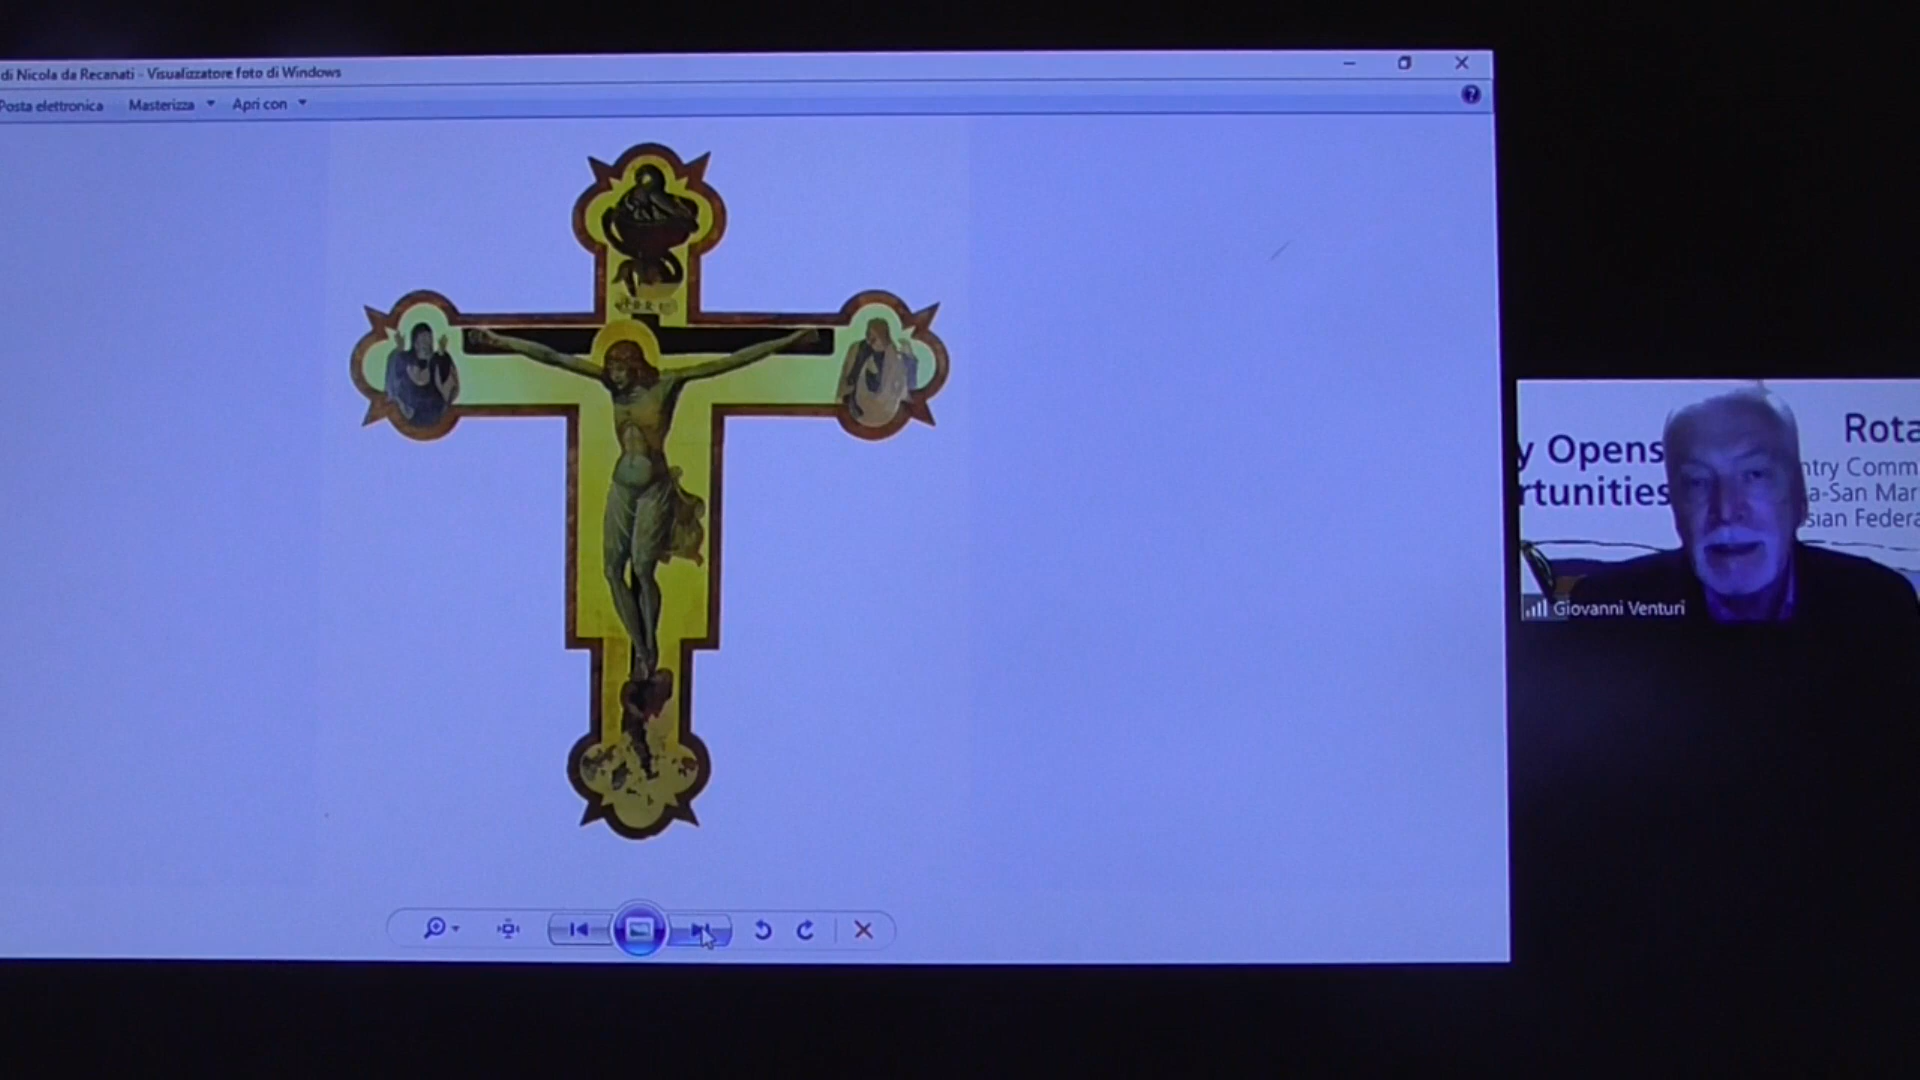 di Nicola da Recanati - Visualizzatore foto di Windows
Posta elettronica Masterizza Apri con
y Opens
rtunities
Rota
ntry Comm
a-San Mar
sian Federa
Giovanni Venturi